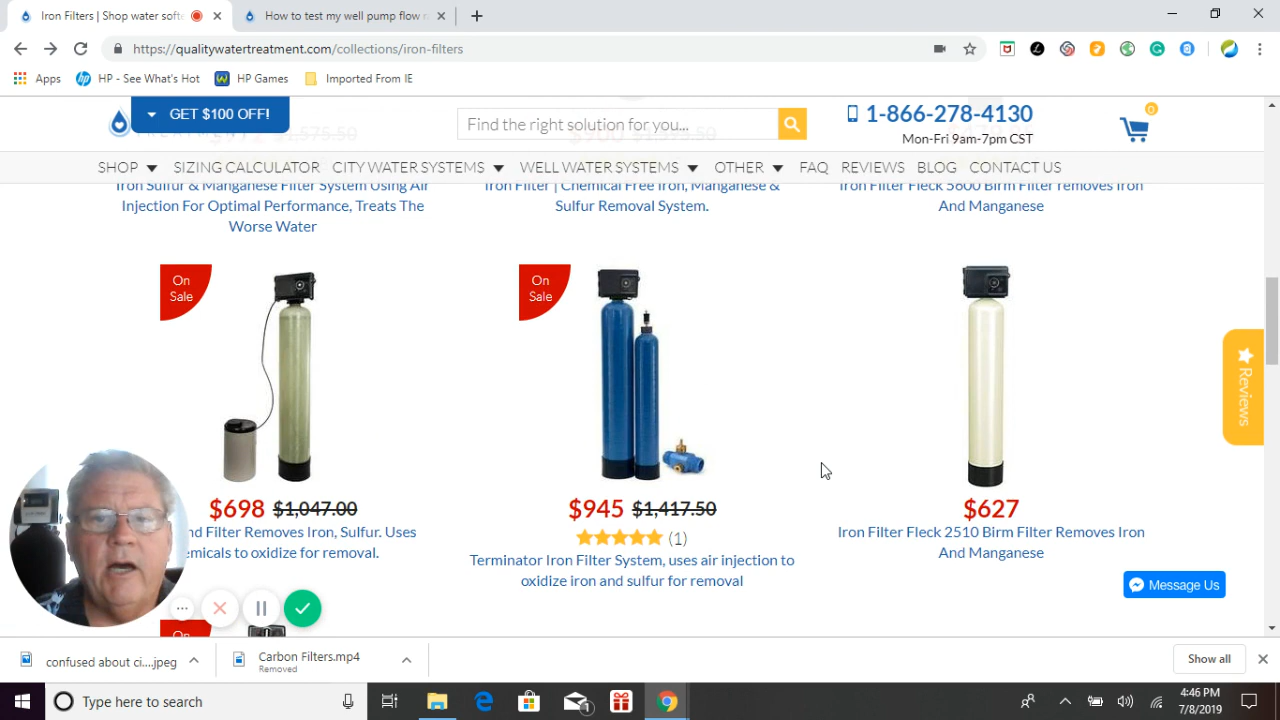 Iron Filters | Shop water softe
How to test my well pump flow r
https://qualitywatertreatment.com/collections/iron-filters
Apps
HP - See What's Hot
HP Games
Imported From IE
GET $100 OFF!
Find the right solution for you...
1-866-278-4130
Mon-Fri 9am-7pm CST
0
SHOP
SIZING CALCULATOR
CITY WATER SYSTEMS
WELL WATER SYSTEMS
OTHER
FAQ
REVIEWS
BLOG
CONTACT US
Iron Sulfur & Manganese Filter System Using Air
Injection For Optimal Performance, Treats The
Worse Water
Iron Filter | Chemical Free Iron, Manganese &
Sulfur Removal System.
Iron Filter Fleck 5600 Birm Filter removes Iron
And Manganese
On
Sale
$698 $1,047.00
nd Filter Removes Iron, Sulfur. Uses
emicals to oxidize for removal.
On
Sale
$945 $1,417.50
(1)
Terminator Iron Filter System, uses air injection to
oxidize iron and sulfur for removal
$627
Iron Filter Fleck 2510 Birm Filter Removes Iron
And Manganese
Reviews
Message Us
On
confused about ci....jpeg
Carbon Filters.mp4
Removed
Show all
Type here to search
1
4:46 PM
7/8/2019